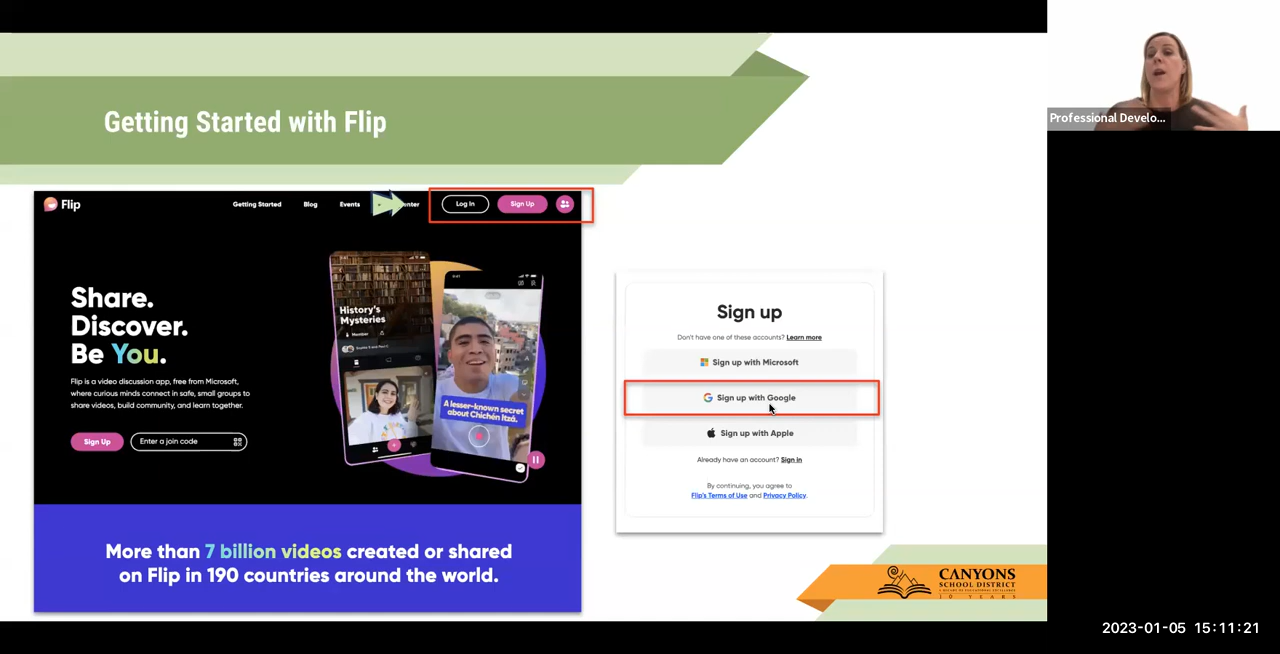 Getting Started with Flip
Flip
Getting Started
Blog
Events
Log In
Sign Up
Share.
Discover.
Be You.
Flip is a video discussion app, free from Microsoft,
where curious minds connect in safe, small groups to
share videos, build community, and learn together.
Sign Up
Enter a join code
History's
Mysteries
Member
A lesser-known secret
about Chichén Itzá.
More than 7 billion videos created or shared
on Flip in 190 countries around the world.
Sign up
Don't have one of these accounts? Learn more
Sign up with Microsoft
Sign up with Google
Sign up with Apple
Already have an account? Sign in
By continuing, you agree to
Flip's Terms of Use and Privacy Policy.
CANYONS
SCHOOL DISTRICT
10 YEARS
Professional Develo...
2023-01-05 15:11:21